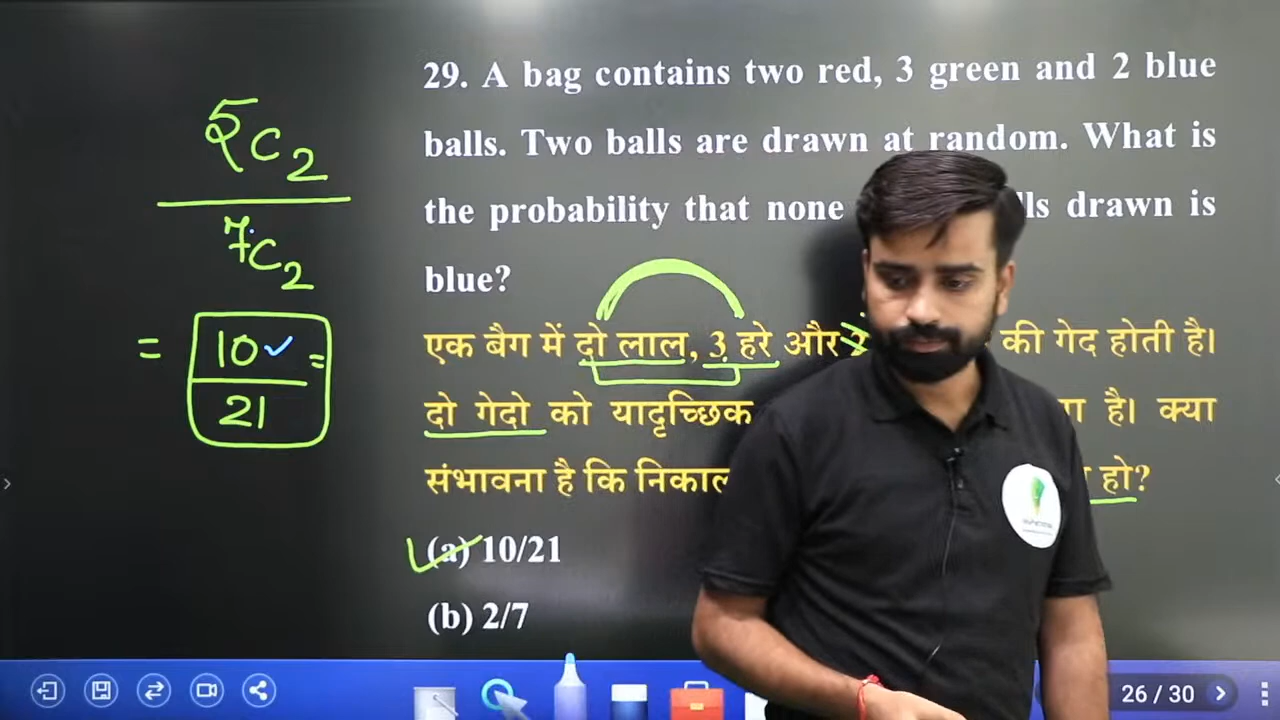 29. A bag contains two red, 3 green and 2 blue
balls. Two balls are drawn at random. What is
the probability that none drawn is
blue?
एक बैग में दो लाल, 3 हरे और की गेद होती है।
दो गेदो को यादृच्छिक है। क्या
संभावना है कि हो?
(a) 10/21
(b) 2/7
5C2
7C2
= 10 =
21
26 / 30